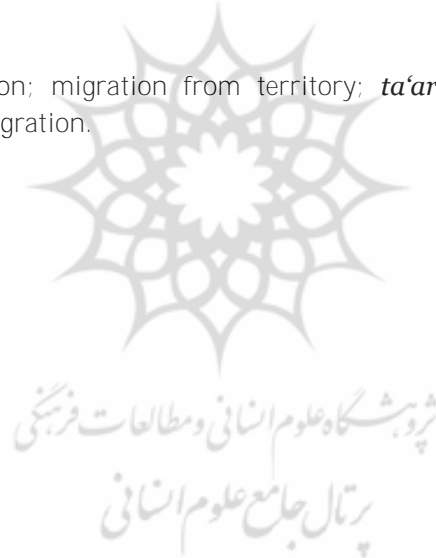 on; migration from territory; ta‘ar
gration.
پژوهشگاه علوم انسانی و مطالعات فرهنگی
پرتال جامع علوم انسانی